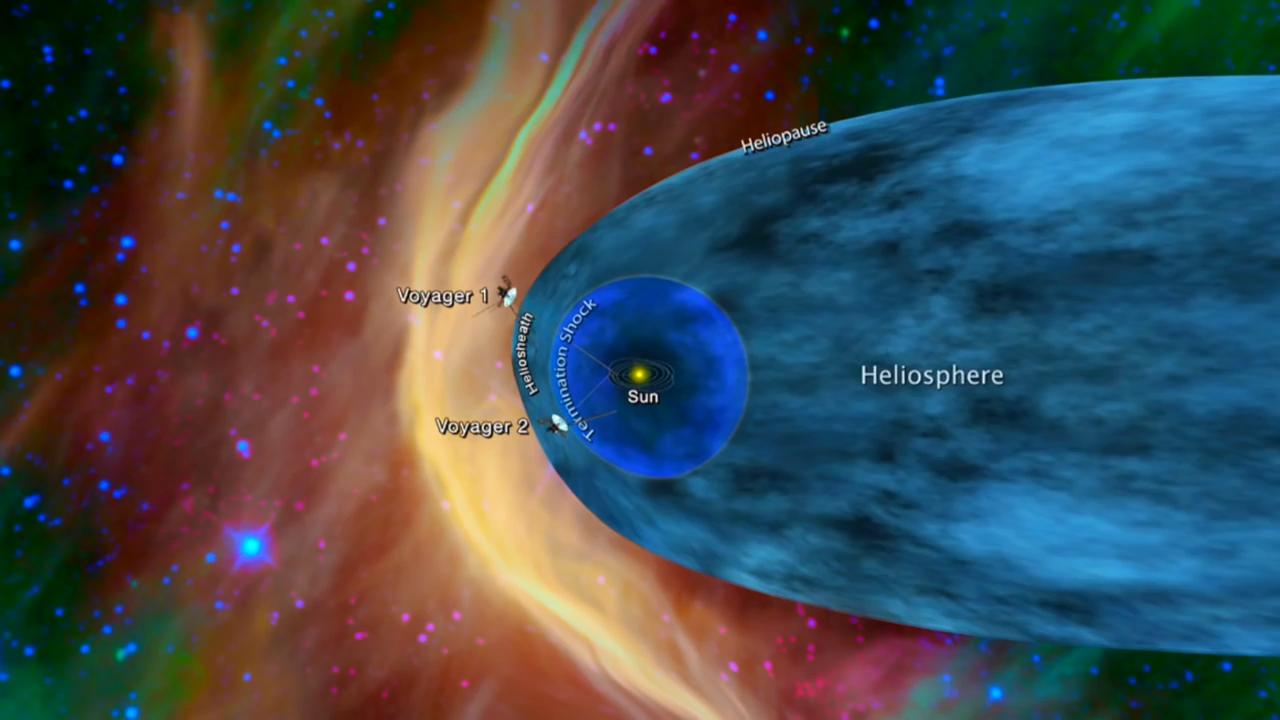 Heliopause
Voyager 1
Heliosheath
Termination Shock
Heliosphere
Sun
Voyager 2